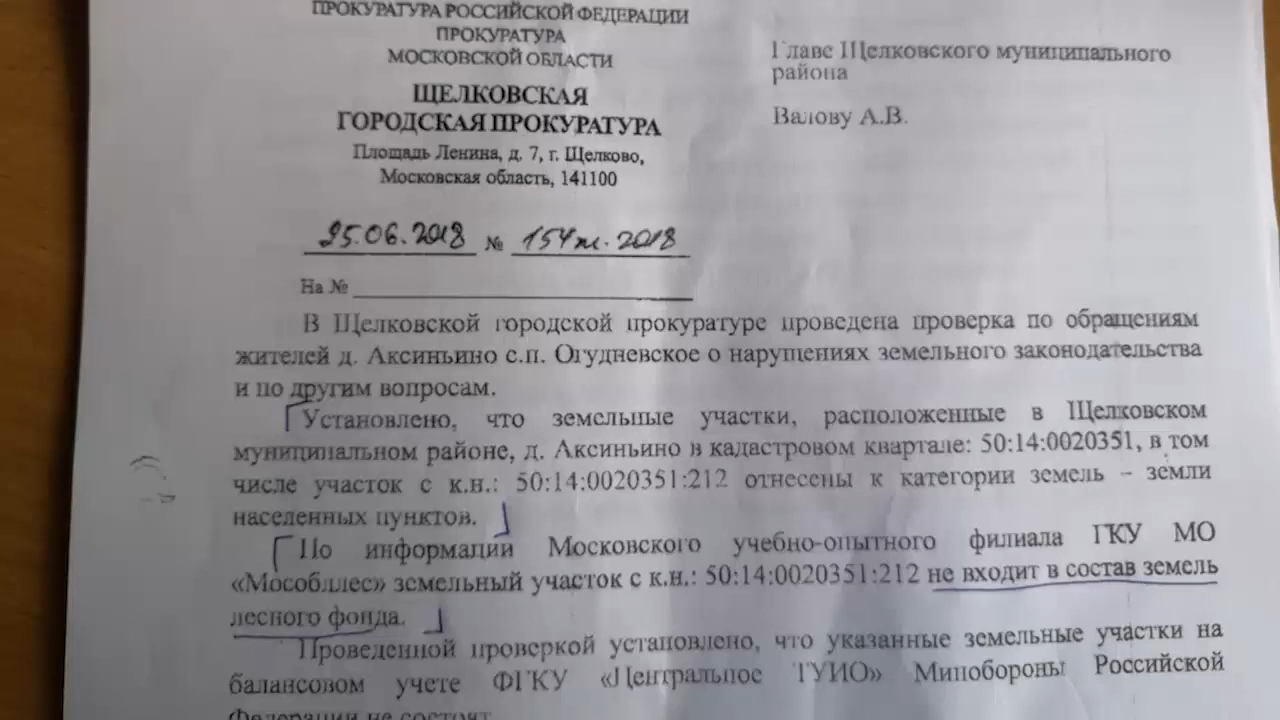 ПРОКУРАТУРА РОССИЙСКОЙ ФЕДЕРАЦИИ
ПРОКУРАТУРА
МОСКОВСКОЙ ОБЛАСТИ
ЩЕЛКОВСКАЯ
ГОРОДСКАЯ ПРОКУРАТУРА
Площадь Ленина, д. 7, г. Щелково,
Московская область, 141100
Главе Щелковского муниципального
района
Валову А.В.
25.06.2018 № 154ж.2018
На №
В Щелковской городской прокуратуре проведена проверка по обращениям
жителей д. Аксиньино с.п. Огудневское о нарушениях земельного законодательства
и по другим вопросам.
Установлено, что земельные участки, расположенные в Щелковском
муниципальном районе, д. Аксиньино в кадастровом квартале: 50:14:0020351, в том
числе участок с к.н.: 50:14:0020351:212 отнесены к категории земель – земли
населенных пунктов.
По информации Московского учебно-опытного филиала ГКУ МО
«Мособллес» земельный участок с к.н.: 50:14:0020351:212 не входит в состав земель
лесного фонда.
Проведенной проверкой установлено, что указанные земельные участки на
балансовом учете ФГКУ «Центральное ТУИО» Минобороны Российской
Федерации не состоят